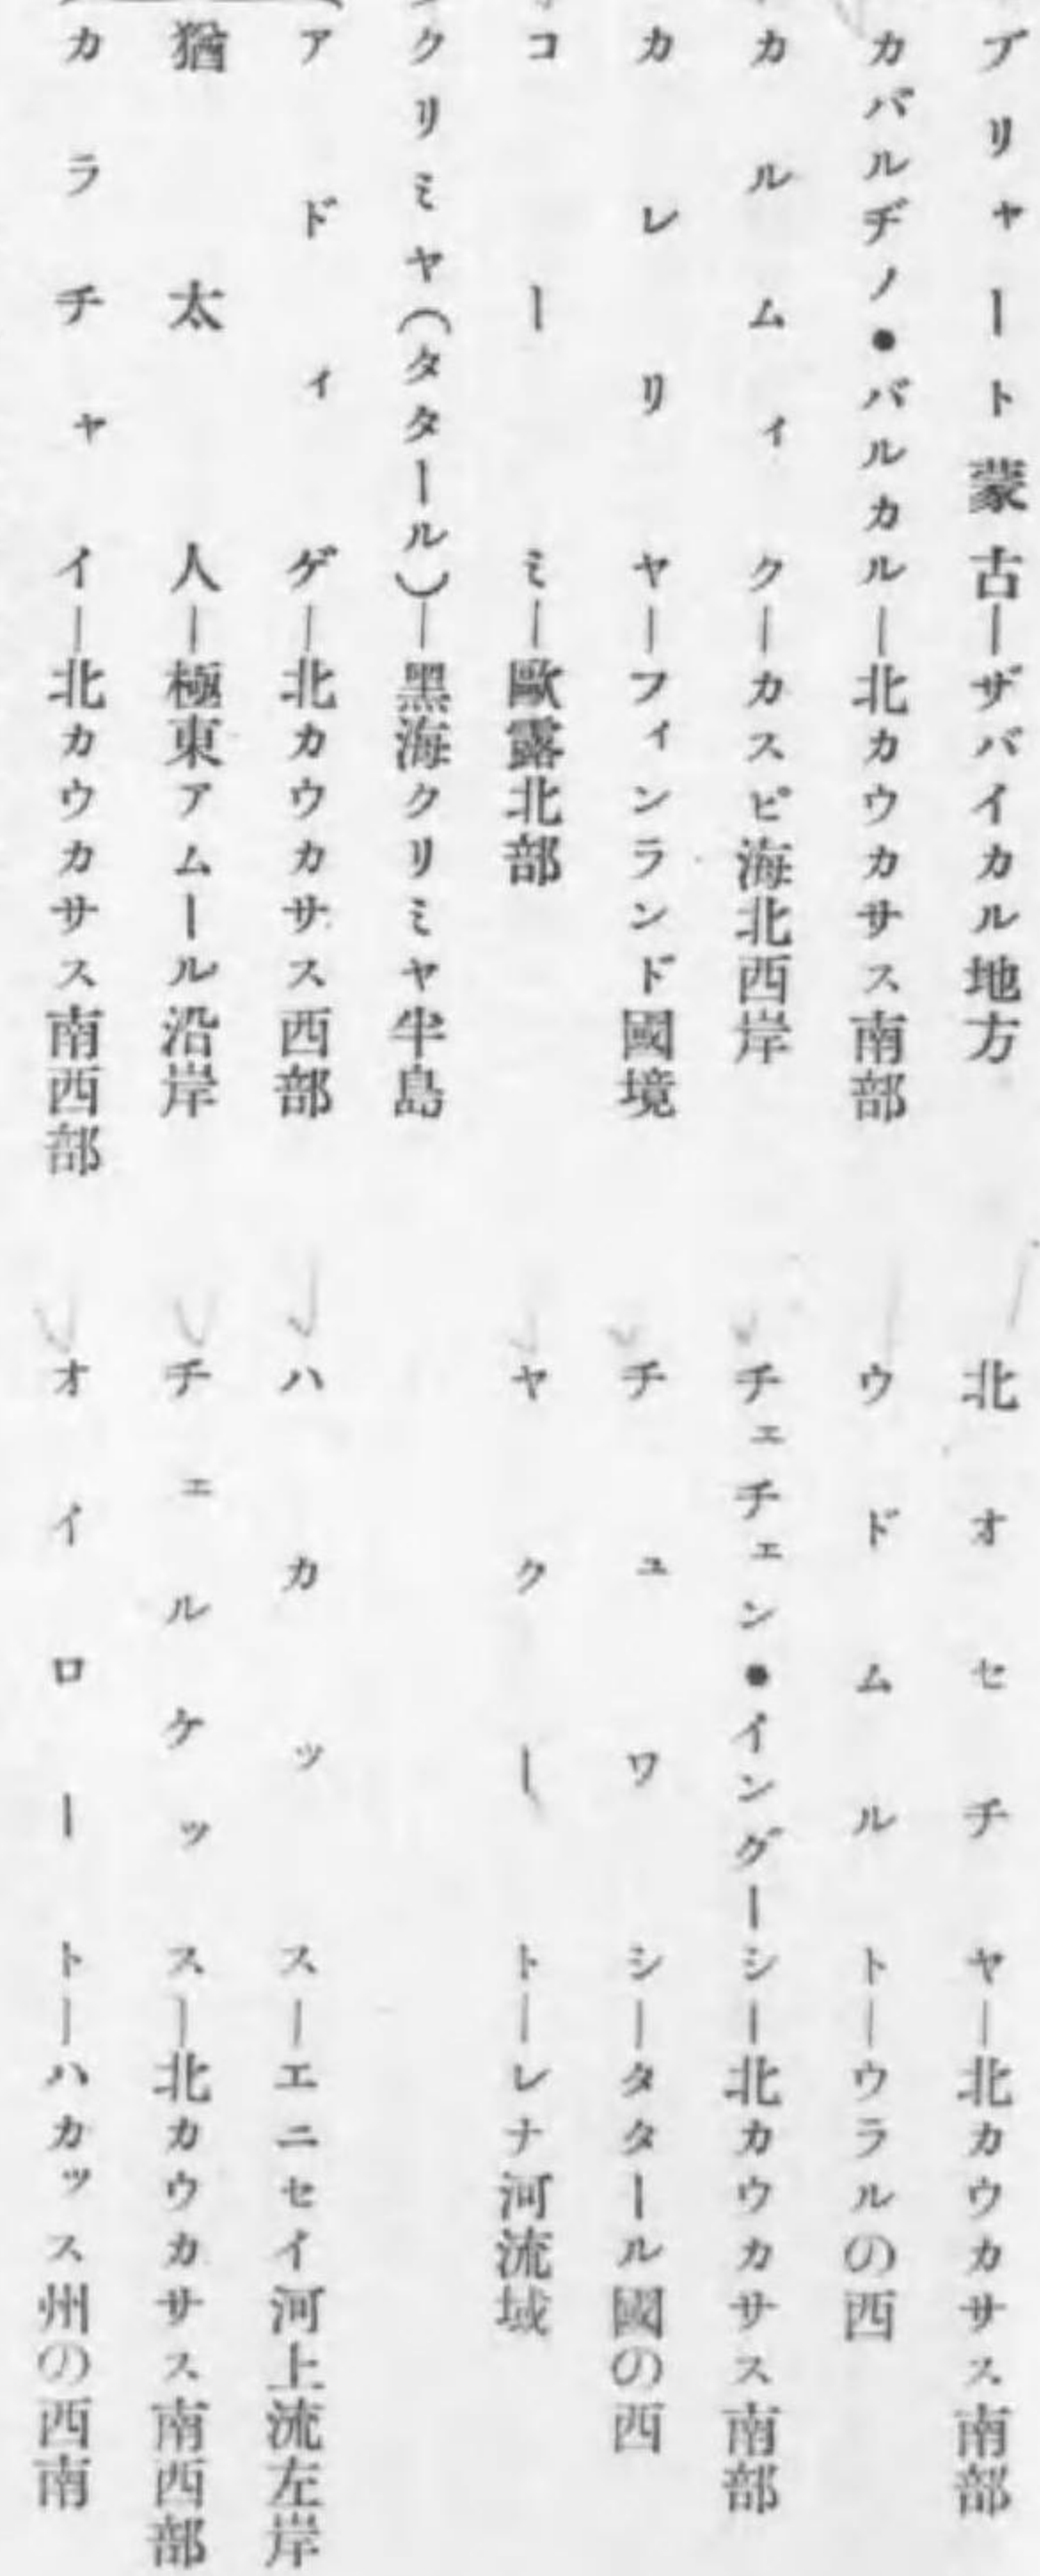 ブリャート蒙古―ザバイカル地方
カバルヂノ・バルカル―北カウカサス南部
カルムィク―カスピ海北西岸
カレリヤ―フィンランド國境
コーミ―歐露北部
クリミヤ(タタール)―黑海クリミヤ半島
アドィゲ―北カウカサス西部
猶太人―極東アムール沿岸
カラチャイ―北カウカサス南西部
北オセチヤ―北カウカサス南部
ウドムルト―ウラルの西
チェチェン・イングーシ―北カウカサス南部
チュワシ―タタール國の西
ヤクート―レナ河流域
ハカッス―エニセイ河上流左岸
チェルケッス―北カウカサス南西部
オイロート―ハカッス州の西南